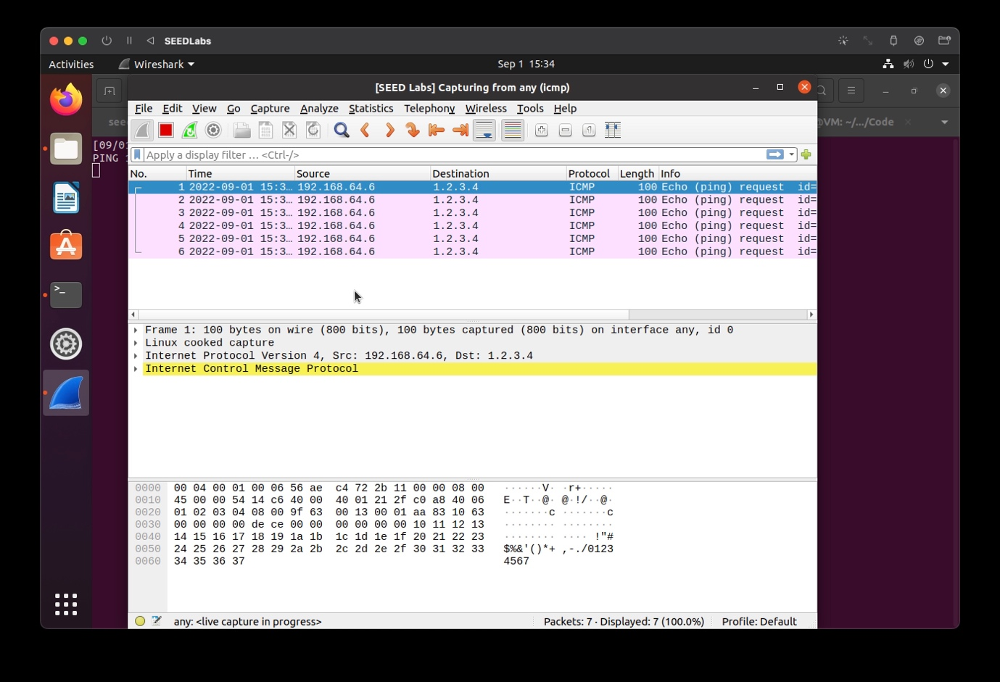 SEEDLabs
Activities
Wireshark
Sep 1 15:34
[SEED Labs] Capturing from any (icmp)
File Edit View Go Capture Analyze Statistics Telephony Wireless Tools Help
@VM: ~/.../Code
[09/01
PING
Apply a display filter … <Ctrl-/>
No. Time Source Destination Protocol Length Info
1 2022-09-01 15:3… 192.168.64.6 1.2.3.4 ICMP 100 Echo (ping) request id=
2 2022-09-01 15:3… 192.168.64.6 1.2.3.4 ICMP 100 Echo (ping) request id=
3 2022-09-01 15:3… 192.168.64.6 1.2.3.4 ICMP 100 Echo (ping) request id=
4 2022-09-01 15:3… 192.168.64.6 1.2.3.4 ICMP 100 Echo (ping) request id=
5 2022-09-01 15:3… 192.168.64.6 1.2.3.4 ICMP 100 Echo (ping) request id=
6 2022-09-01 15:3… 192.168.64.6 1.2.3.4 ICMP 100 Echo (ping) request id=
Frame 1: 100 bytes on wire (800 bits), 100 bytes captured (800 bits) on interface any, id 0
Linux cooked capture
Internet Protocol Version 4, Src: 192.168.64.6, Dst: 1.2.3.4
Internet Control Message Protocol
0000 00 04 00 01 00 06 56 ae c4 72 2b 11 00 00 08 00 ······V· ·r+·····
0010 45 00 00 54 14 c6 40 00 40 01 21 2f c0 a8 40 06 E··T··@· @·!/··@·
0020 01 02 03 04 08 00 9f 63 00 13 00 01 aa 83 10 63 ·······c ·······c
0030 00 00 00 00 de ce 00 00 00 00 00 00 10 11 12 13 ········ ········
0040 14 15 16 17 18 19 1a 1b 1c 1d 1e 1f 20 21 22 23 ········ ···· !"#
0050 24 25 26 27 28 29 2a 2b 2c 2d 2e 2f 30 31 32 33 $%&'()*+ ,-./0123
0060 34 35 36 37 4567
any: <live capture in progress>
Packets: 7 · Displayed: 7 (100.0%)
Profile: Default